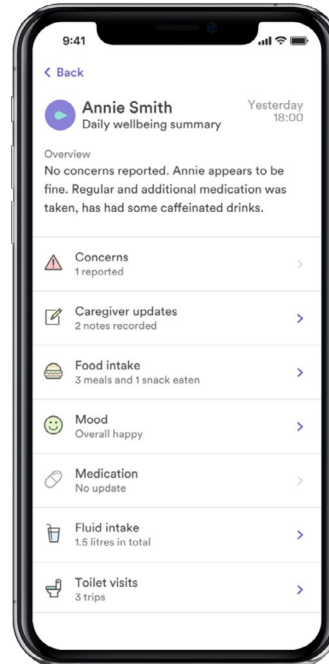 9:41
Back
Annie Smith
Daily wellbeing summary
Yesterday
18:00
Overview
No concerns reported. Annie appears to be
fine. Regular and additional medication was
taken, has had some caffeinated drinks.
Concerns
1 reported
Caregiver updates
2 notes recorded
Food intake
3 meals and 1 snack eaten
Mood
Overall happy
Medication
No update
Fluid intake
1.5 litres in total
Toilet visits
3 trips